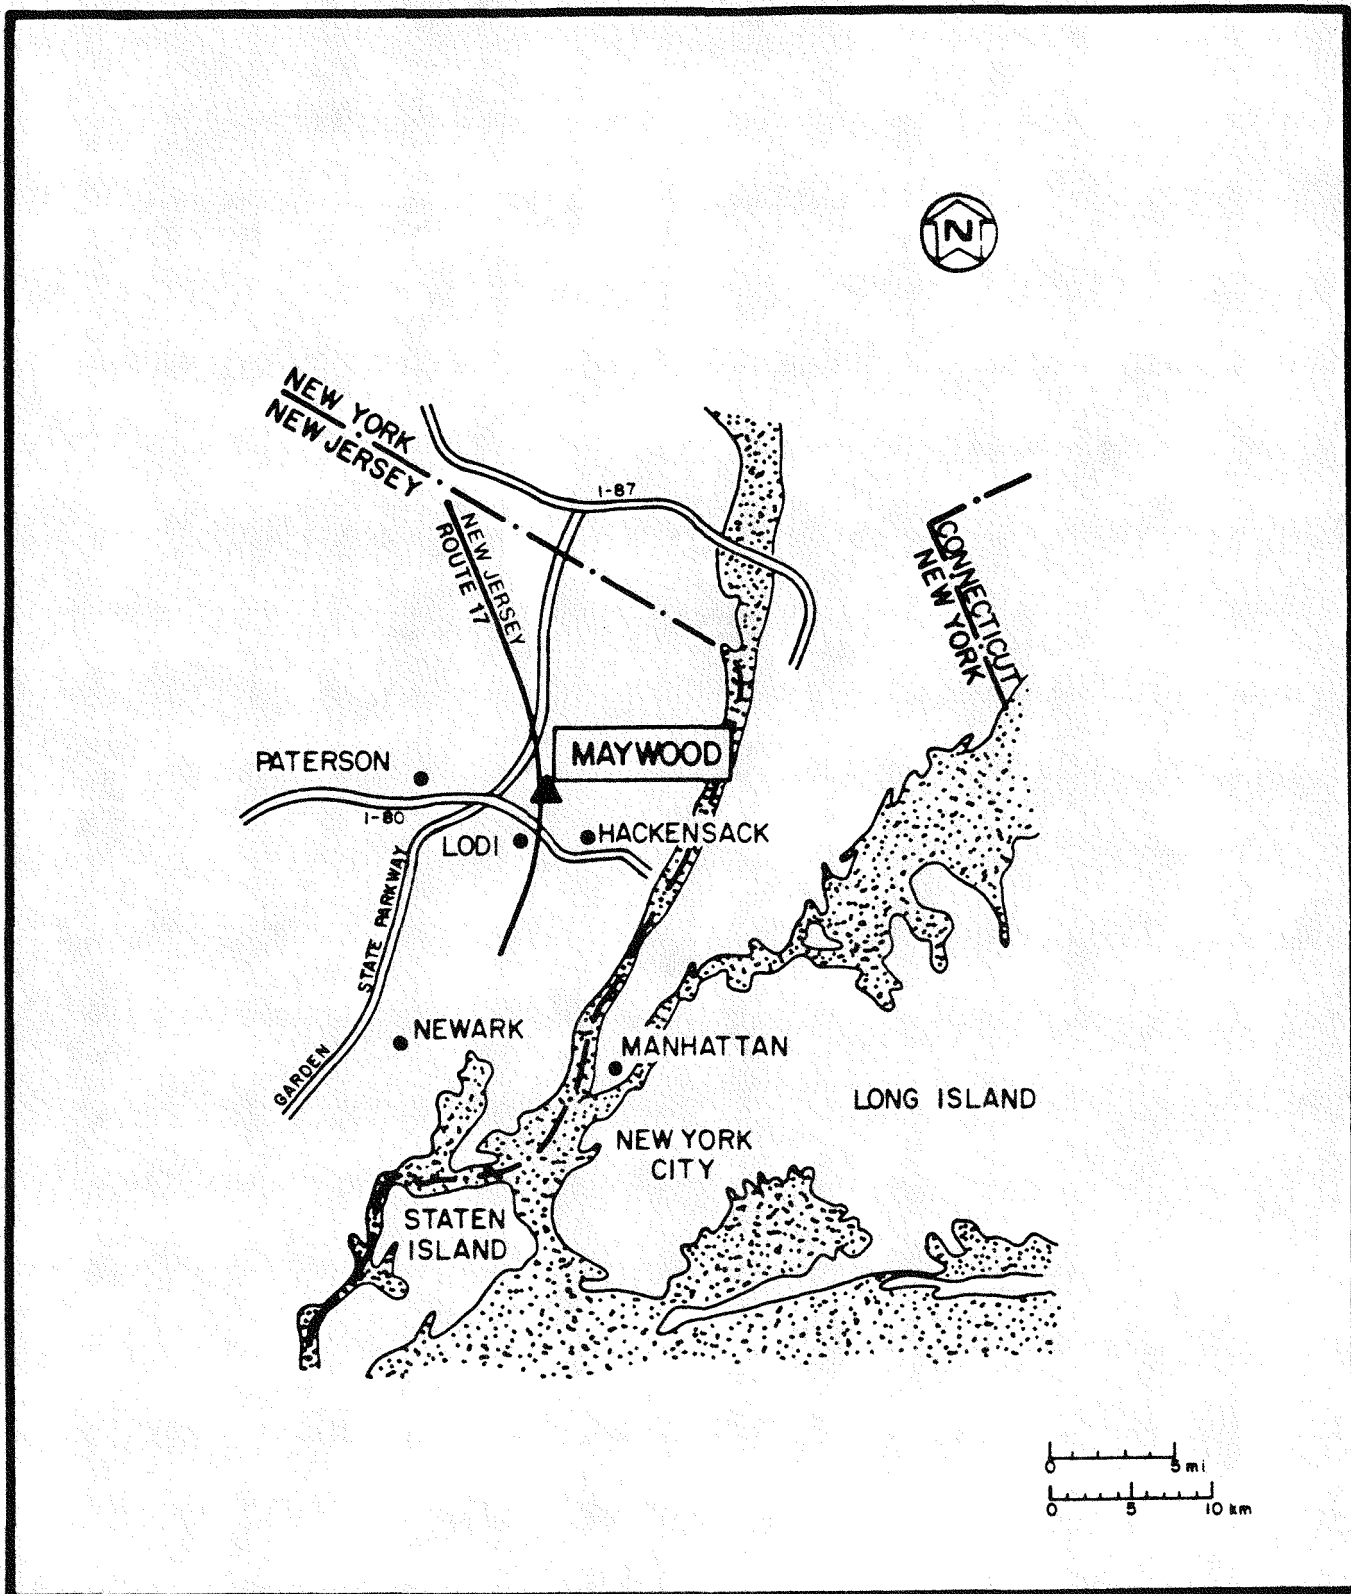 N
NEW YORK
NEW JERSEY
I-87
NEW JERSEY
ROUTE 17
CONNECTICUT
NEW YORK
MAYWOOD
PATERSON
I-80
LODI
HACKENSACK
GARDEN STATE PARKWAY
NEWARK
MANHATTAN
LONG ISLAND
NEW YORK
CITY
STATEN
ISLAND
0 5 mi
0 5 10 km